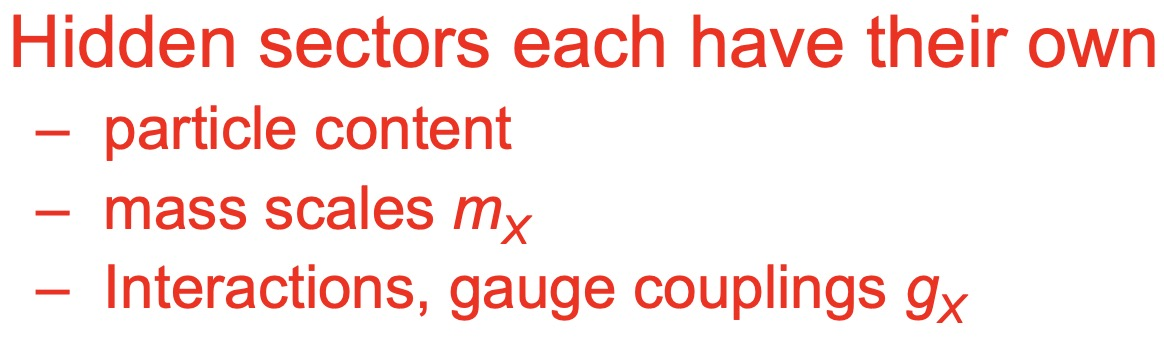 Hidden sectors each have their own
– particle content
– mass scales mX
– Interactions, gauge couplings gX